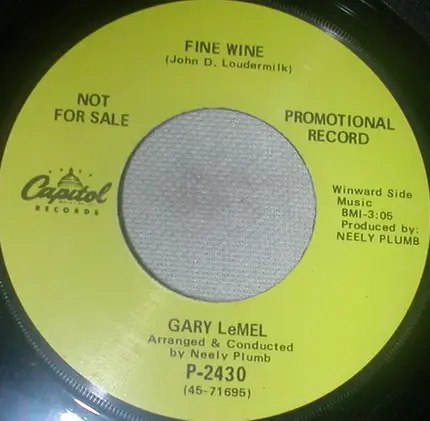 FINE WINE
(John D. Loudermilk)
NOT
FOR SALE
PROMOTIONAL
RECORD
Capitol
RECORDS
Winward Side
Music
BMI-3:05
Produced by:
NEELY PLUMB
GARY LeMEL
Arranged & Conducted
by Neely Plumb
P-2430
(45-71695)